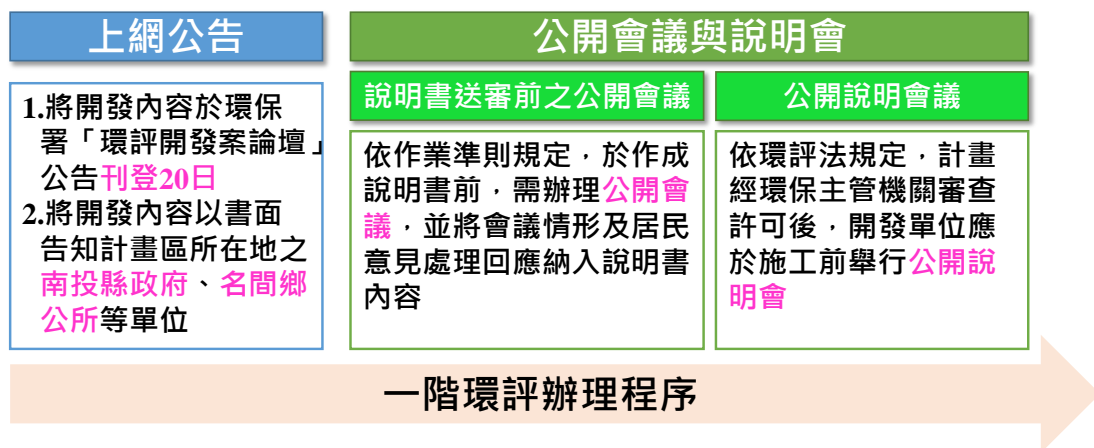 上網公告
1.將開發內容於環保
署「環評開發案論壇」
公告刊登20日
2.將開發內容以書面
告知計畫區所在地之
南投縣政府、名間鄉
公所等單位
公開會議與說明會
說明書送審前之公開會議
依作業準則規定，於作成
說明書前，需辦理公開會
議，並將會議情形及居民
意見處理回應納入說明書
內容
公開說明會議
依環評法規定，計畫
經環保主管機關審查
許可後，開發單位應
於施工前舉行公開說
明會
一階環評辦理程序